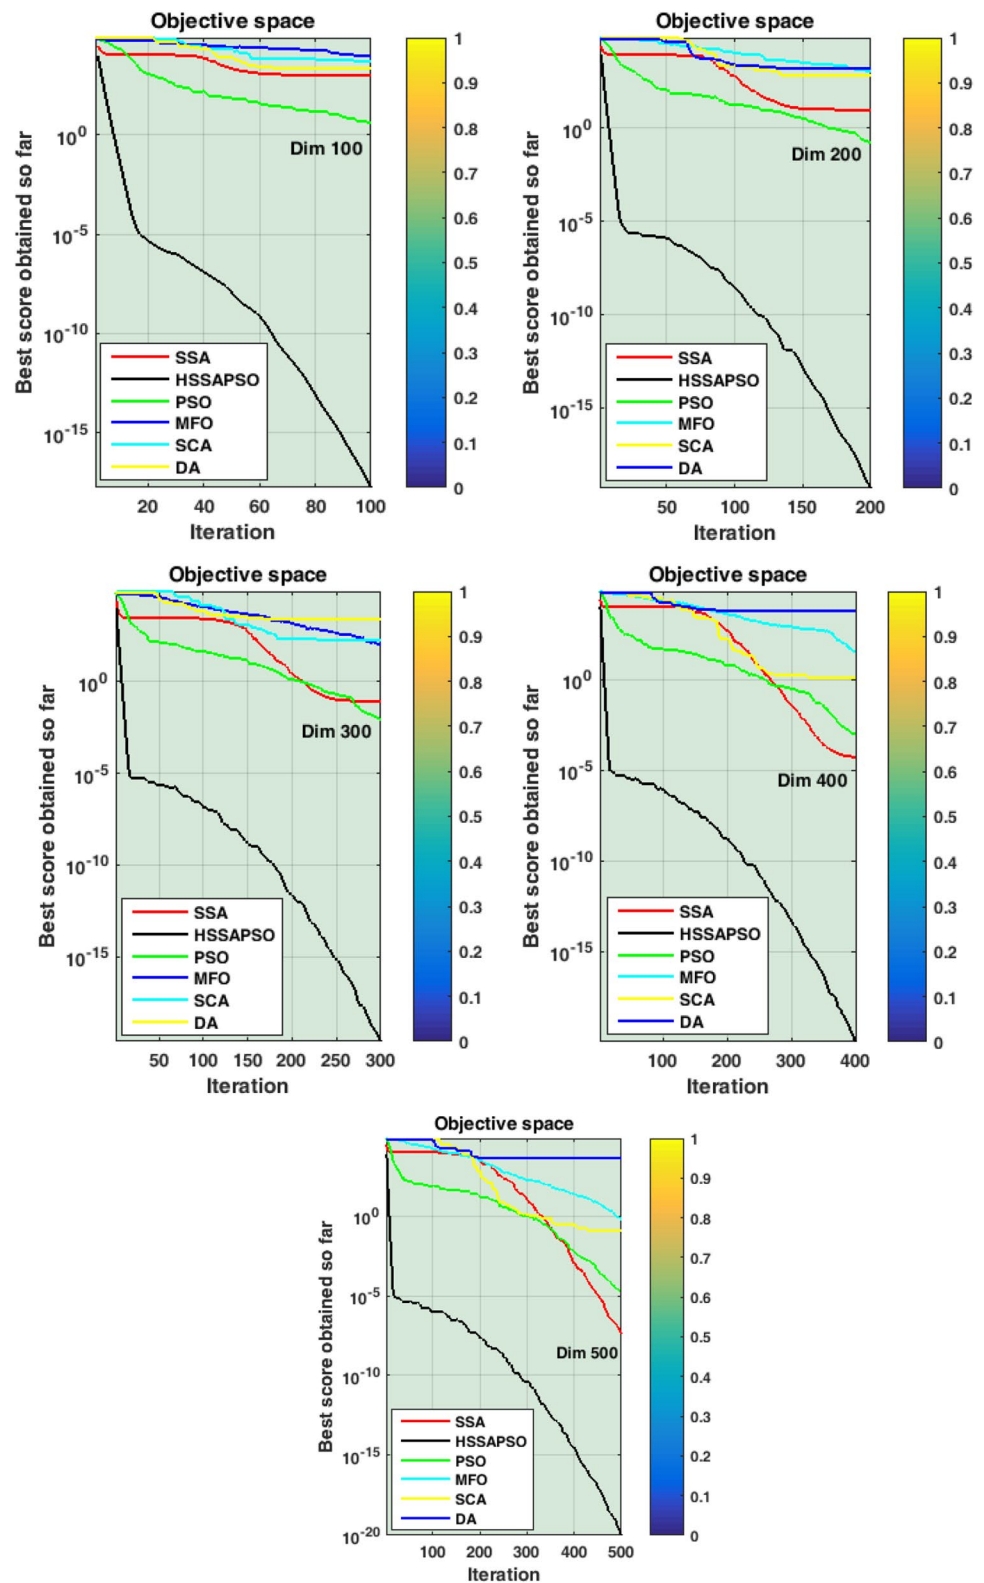 Objective space
Best score obtained so far
10^0
10^-5
10^-10
10^-15
Dim 100
SSA
HSSAPSO
PSO
MFO
SCA
DA
20 40 60 80 100
Iteration
1
0.9
0.8
0.7
0.6
0.5
0.4
0.3
0.2
0.1
0
Objective space
Best score obtained so far
10^0
10^-5
10^-10
10^-15
Dim 200
SSA
HSSAPSO
PSO
MFO
SCA
DA
50 100 150 200
Iteration
1
0.9
0.8
0.7
0.6
0.5
0.4
0.3
0.2
0.1
0
Objective space
Best score obtained so far
10^0
10^-5
10^-10
10^-15
Dim 300
SSA
HSSAPSO
PSO
MFO
SCA
DA
50 100 150 200 250 300
Iteration
1
0.9
0.8
0.7
0.6
0.5
0.4
0.3
0.2
0.1
0
Objective space
Best score obtained so far
10^0
10^-5
10^-10
10^-15
Dim 400
SSA
HSSAPSO
PSO
MFO
SCA
DA
100 200 300 400
Iteration
1
0.9
0.8
0.7
0.6
0.5
0.4
0.3
0.2
0.1
0
Objective space
Best score obtained so far
10^0
10^-5
10^-10
10^-15
10^-20
Dim 500
SSA
HSSAPSO
PSO
MFO
SCA
DA
100 200 300 400 500
Iteration
1
0.9
0.8
0.7
0.6
0.5
0.4
0.3
0.2
0.1
0